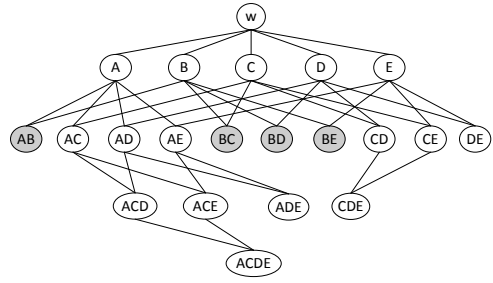 w
A B C D E
AB AC AD AE BC BD BE CD CE DE
ACD ACE ADE CDE
ACDE